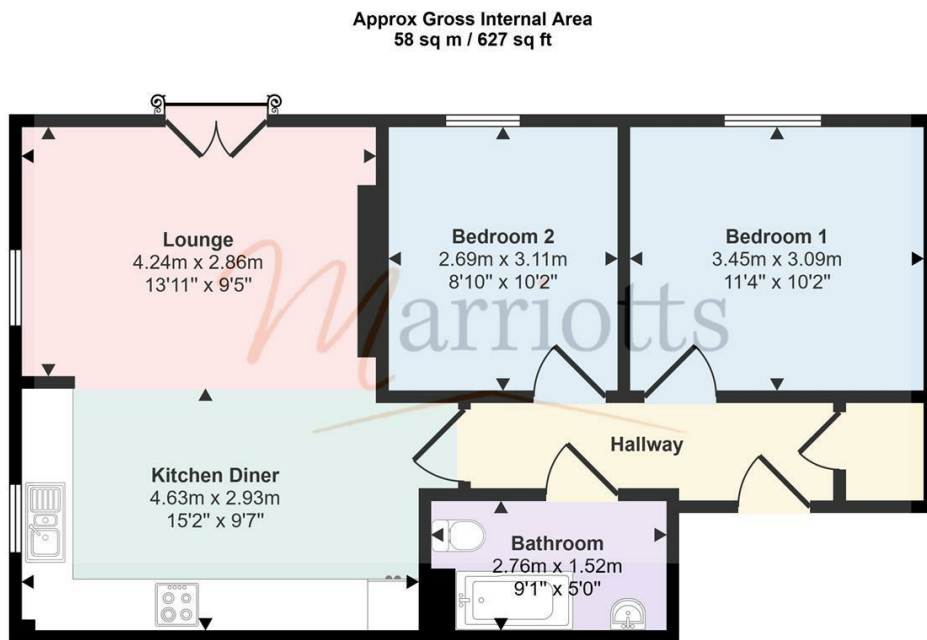 Approx Gross Internal Area
58 sq m / 627 sq ft
Lounge
4.24m x 2.86m
13'11" x 9'5"
Bedroom 2
2.69m x 3.11m
8'10" x 10'2"
Bedroom 1
3.45m x 3.09m
11'4" x 10'2"
Marriotts
Hallway
Kitchen Diner
4.63m x 2.93m
15'2" x 9'7"
Bathroom
2.76m x 1.52m
9'1" x 5'0"